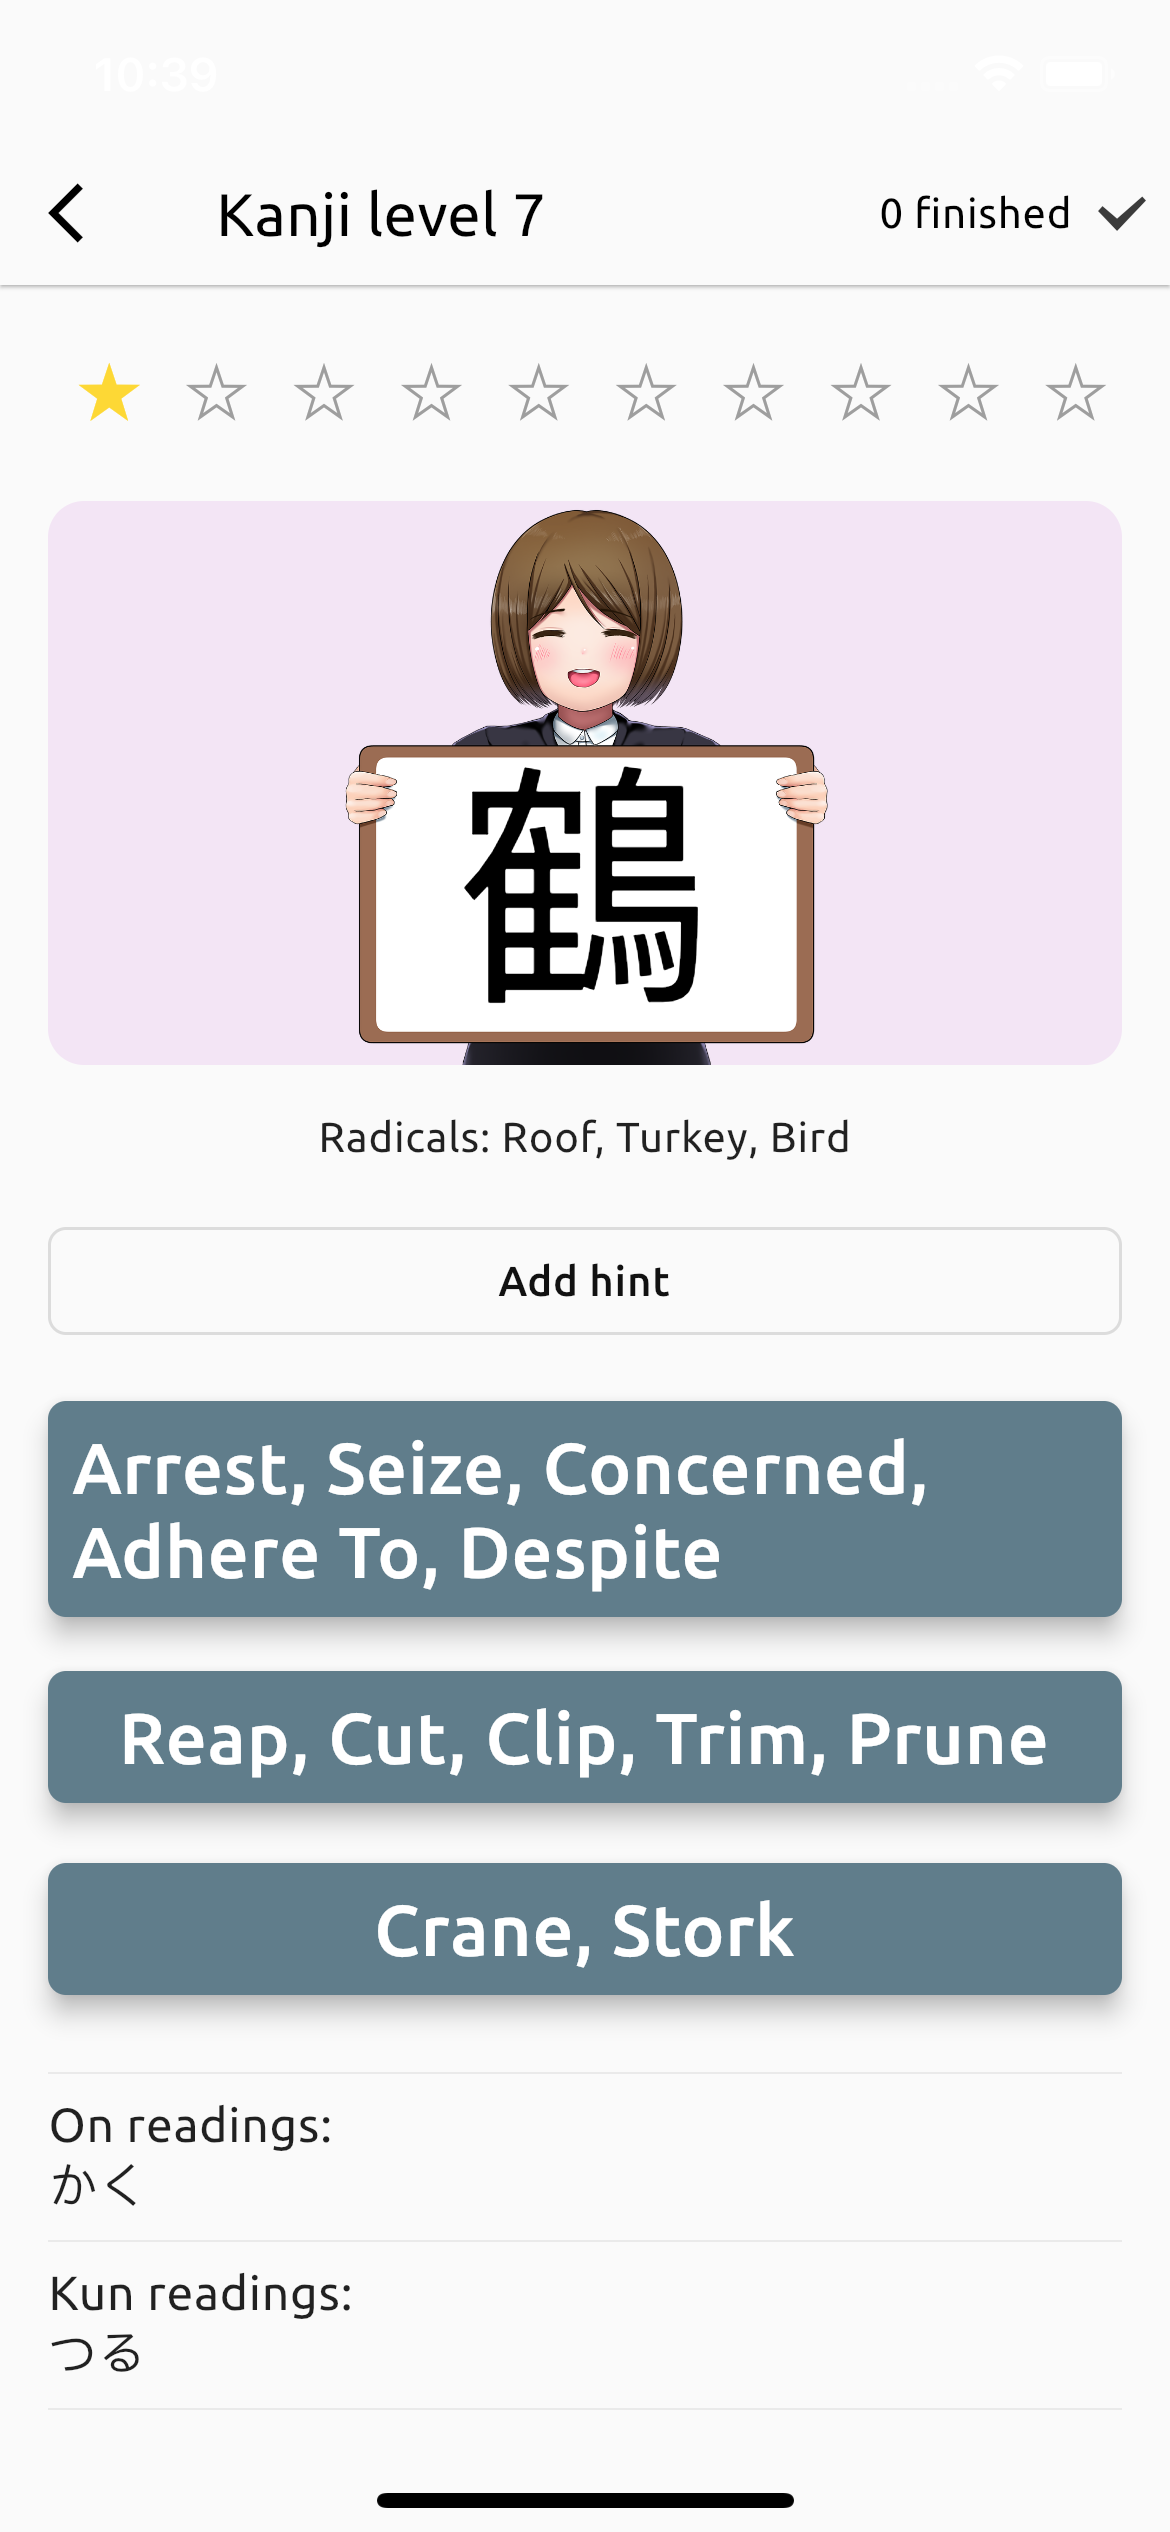 10:39
Kanji level 7
0 finished
鶴
Radicals: Roof, Turkey, Bird
Add hint
Arrest, Seize, Concerned,
Adhere To, Despite
Reap, Cut, Clip, Trim, Prune
Crane, Stork
On readings:
かく
Kun readings:
つる